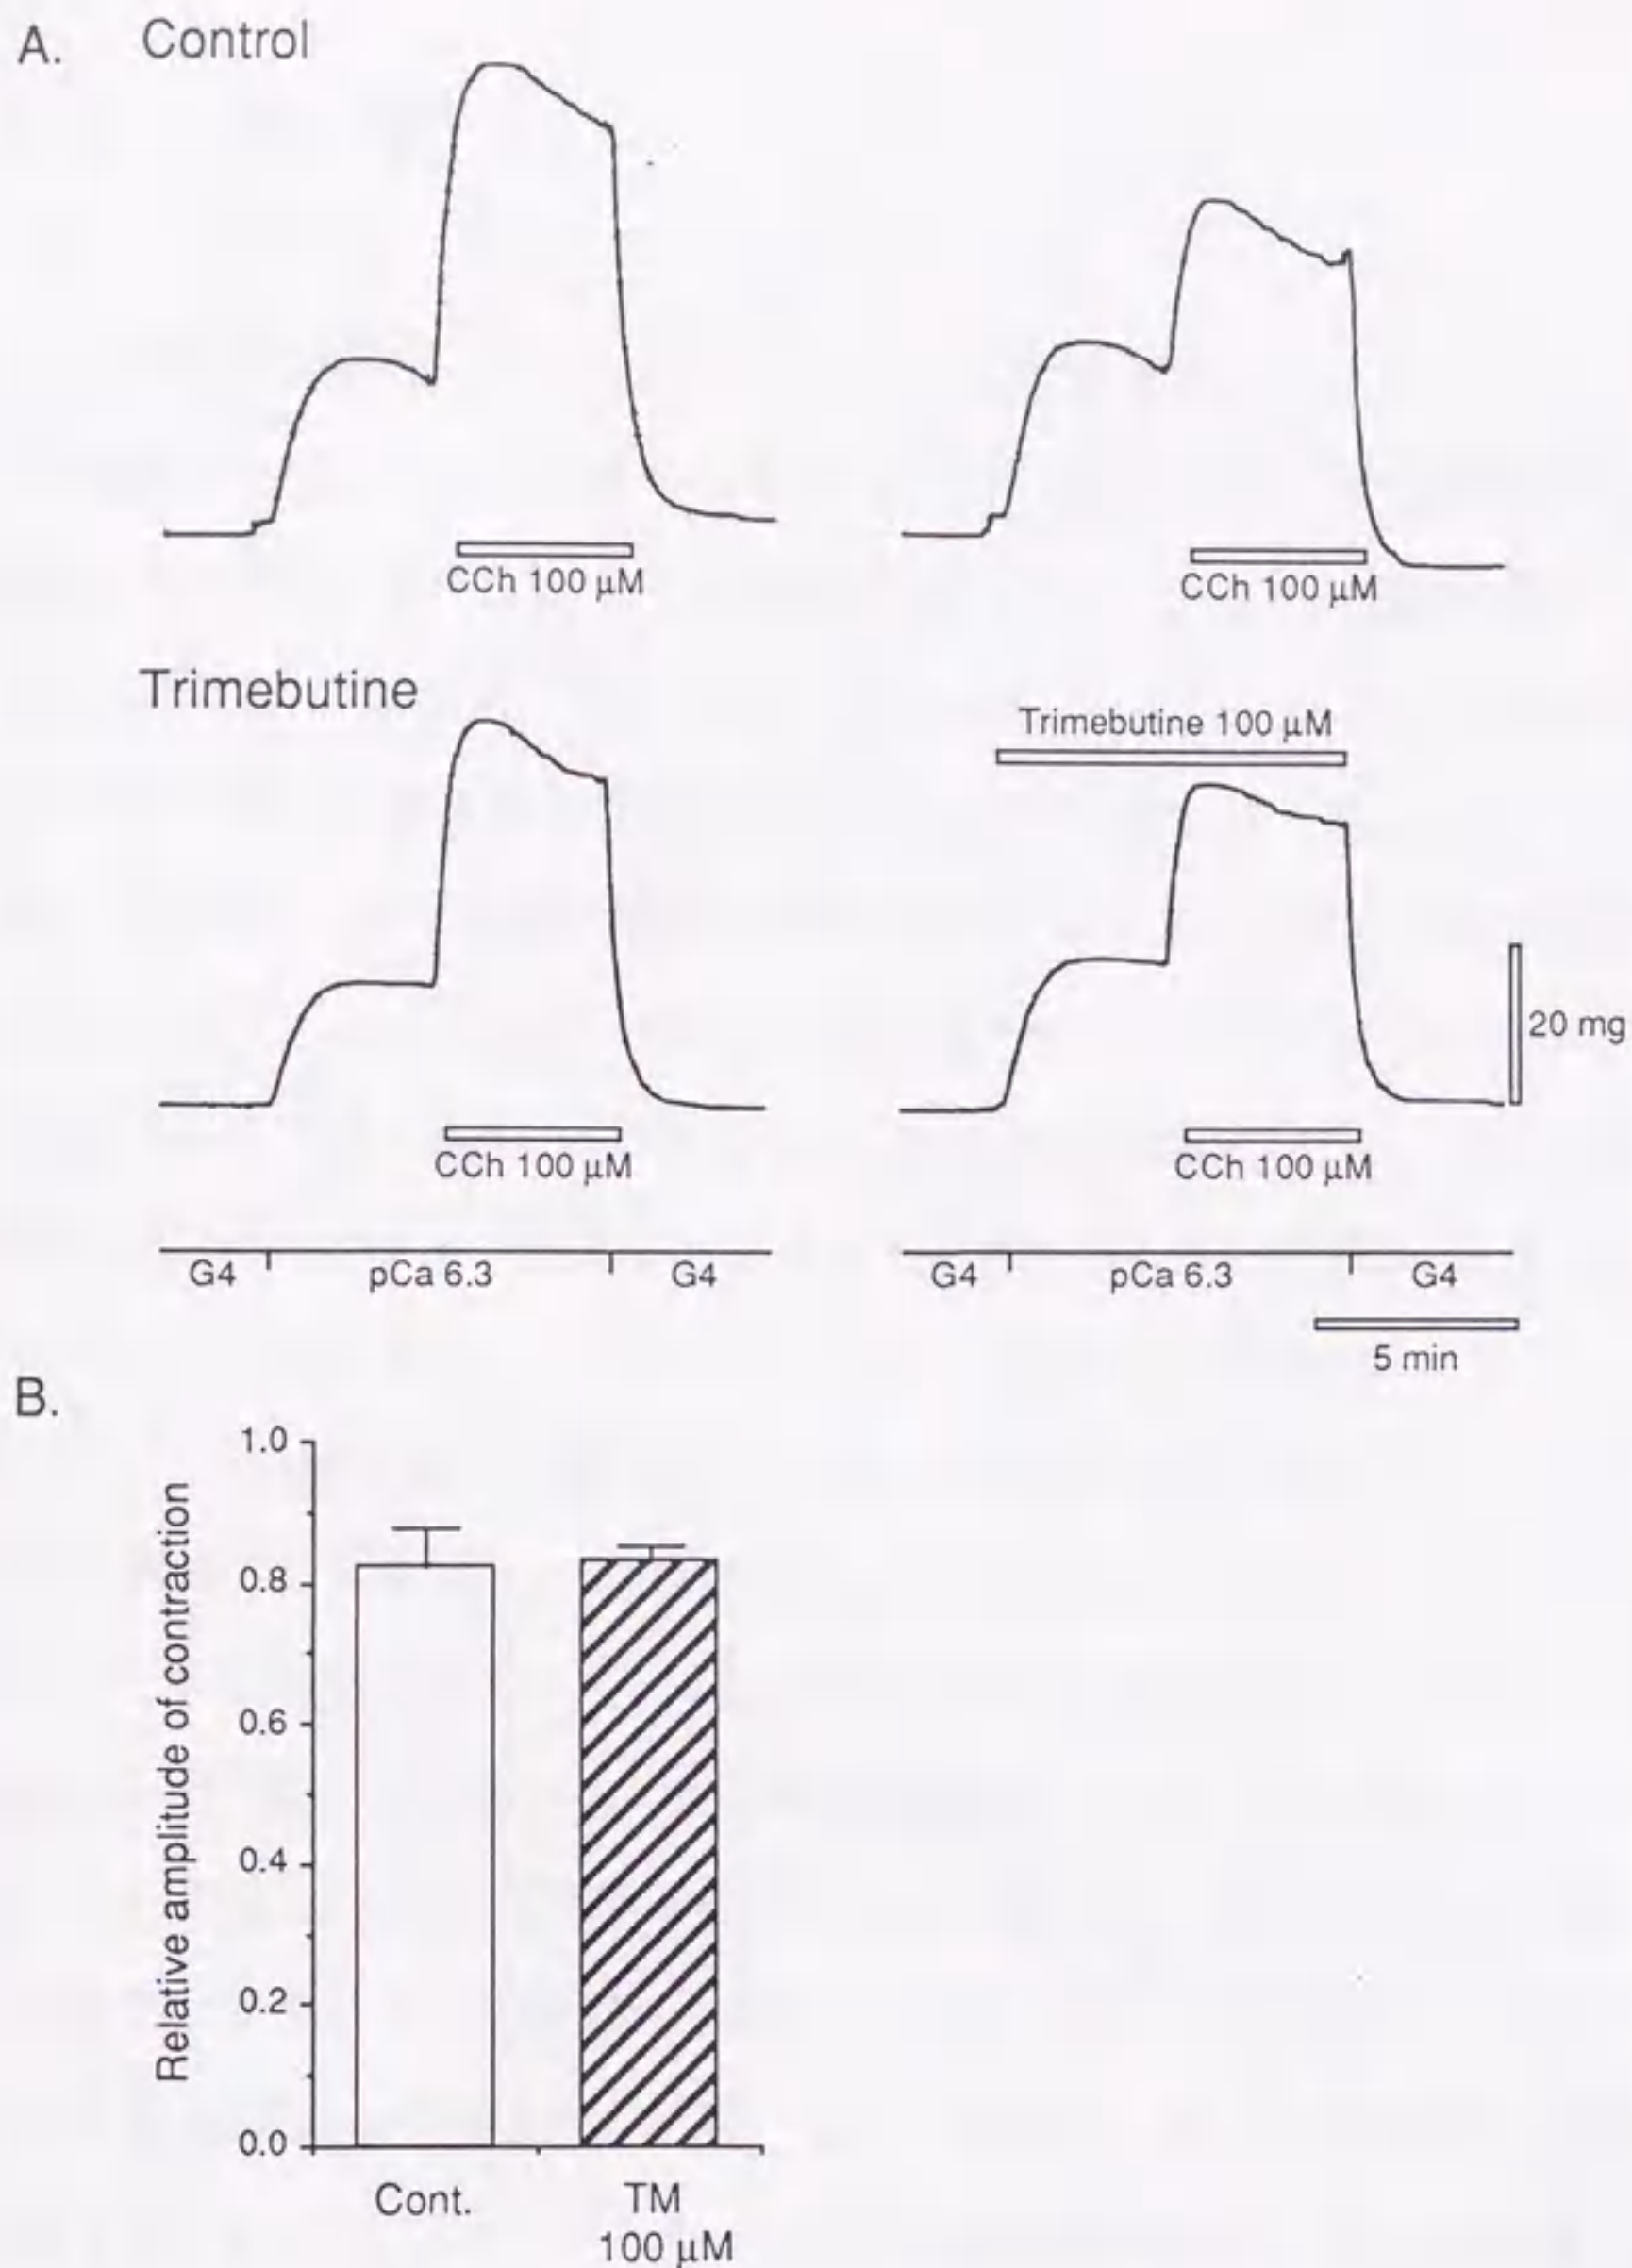 A. Control
CCh 100 μM
CCh 100 μM
Trimebutine
Trimebutine 100 μM
20 mg
CCh 100 μM
CCh 100 μM
G4 pCa 6.3 G4
G4 pCa 6.3 G4
5 min
B.
Relative amplitude of contraction
1.0
0.8
0.6
0.4
0.2
0.0
Cont.
TM
100 μM